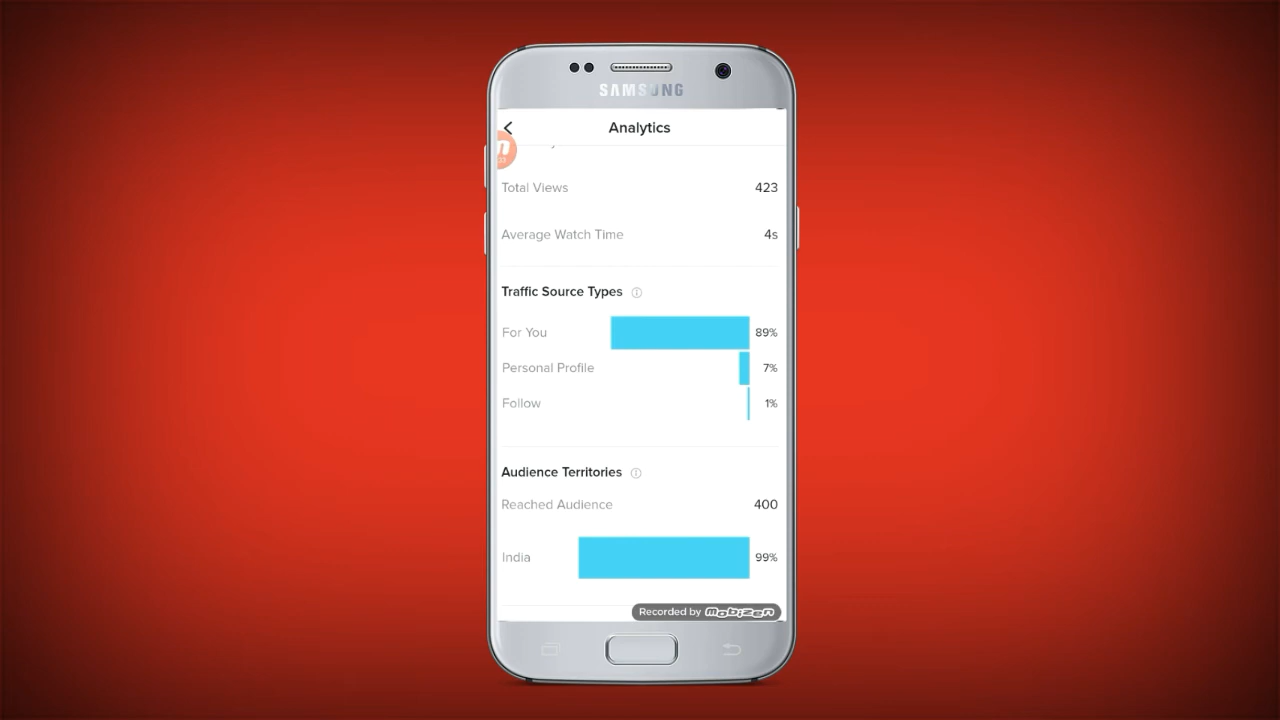 SAMSUNG
Analytics
Total Views 423
Average Watch Time 4s
Traffic Source Types
For You 89%
Personal Profile 7%
Follow 1%
Audience Territories
Reached Audience 400
India 99%
Recorded by mobizen